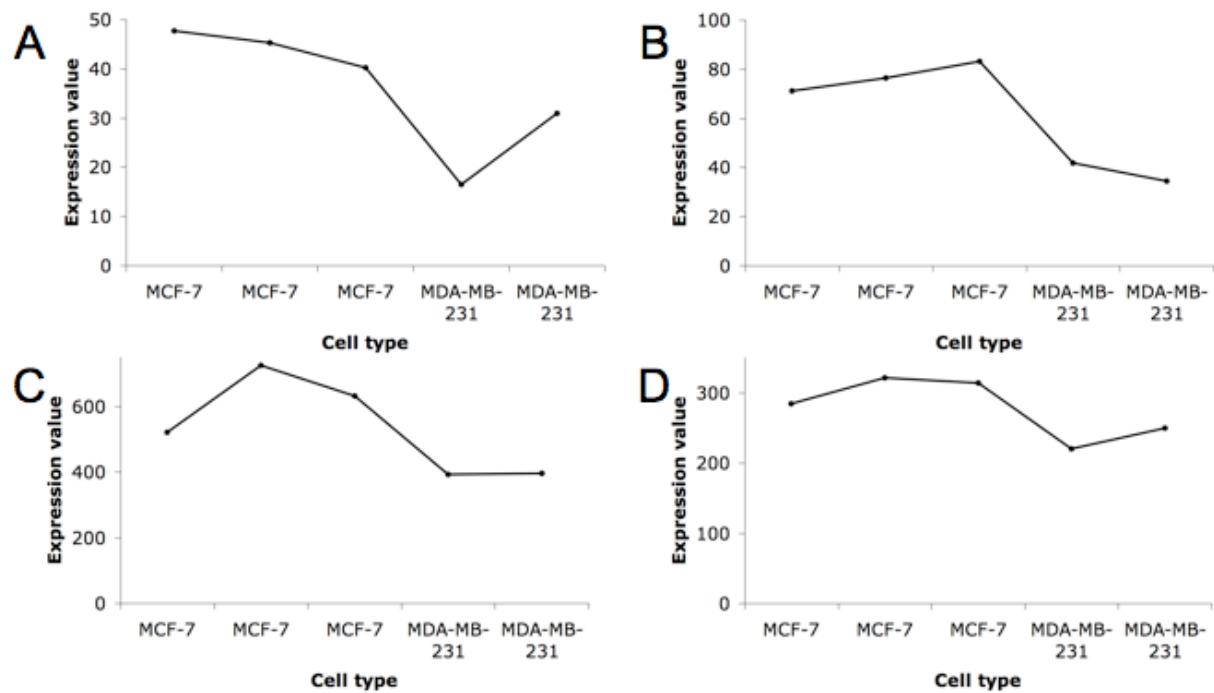 A
Expression value
50
40
30
20
10
0
MCF-7 MCF-7 MCF-7 MDA-MB-231 MDA-MB-231
Cell type
B
Expression value
100
80
60
40
20
0
MCF-7 MCF-7 MCF-7 MDA-MB-231 MDA-MB-231
Cell type
C
Expression value
600
400
200
0
MCF-7 MCF-7 MCF-7 MDA-MB-231 MDA-MB-231
Cell type
D
Expression value
300
200
100
0
MCF-7 MCF-7 MCF-7 MDA-MB-231 MDA-MB-231
Cell type